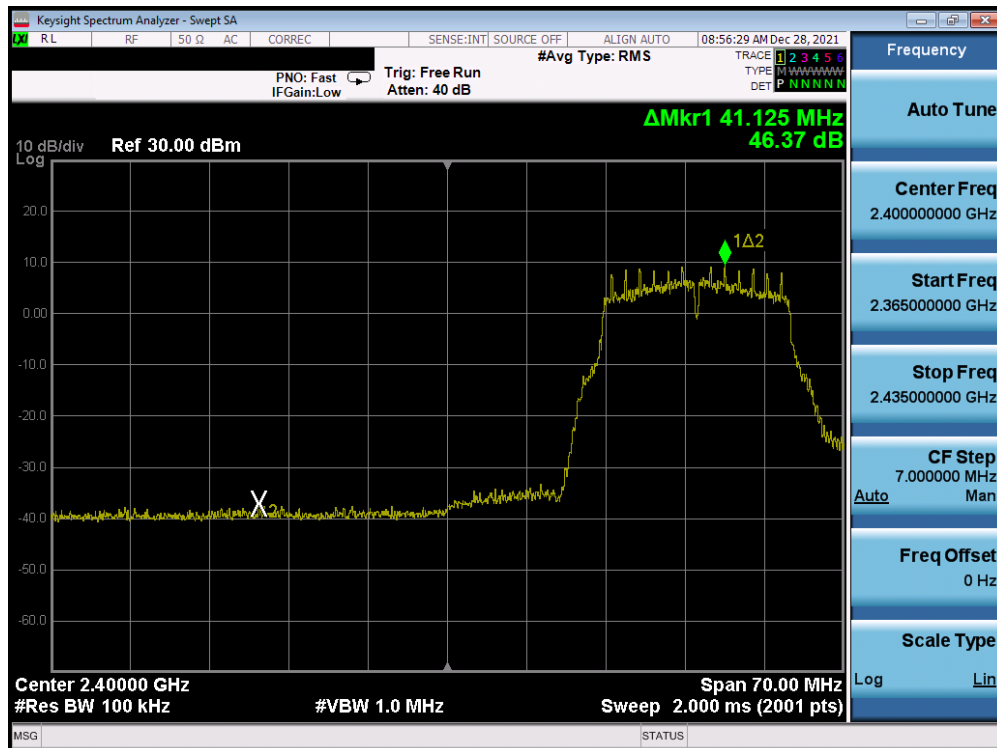 Keysight Spectrum Analyzer - Swept SA
LXI RL RF 50 Ω AC CORREC SENSE:INT SOURCE OFF ALIGN AUTO 08:56:29 AM Dec 28, 2021
#Avg Type: RMS
TRACE 1 2 3 4 5 6
TYPE M WWWWW
DET P N N N N N
PNO: Fast
IFGain:Low
Trig: Free Run
Atten: 40 dB
ΔMkr1 41.125 MHz
46.37 dB
10 dB/div
Log
Ref 30.00 dBm
20.0
10.0
0.00
-10.0
-20.0
-30.0
-40.0
-50.0
-60.0
1Δ2
X2
Center 2.40000 GHz
Span 70.00 MHz
#Res BW 100 kHz
#VBW 1.0 MHz
Sweep 2.000 ms (2001 pts)
MSG
STATUS
Frequency
Auto Tune
Center Freq
2.400000000 GHz
Start Freq
2.365000000 GHz
Stop Freq
2.435000000 GHz
CF Step
7.000000 MHz
Auto Man
Freq Offset
0 Hz
Scale Type
Log Lin